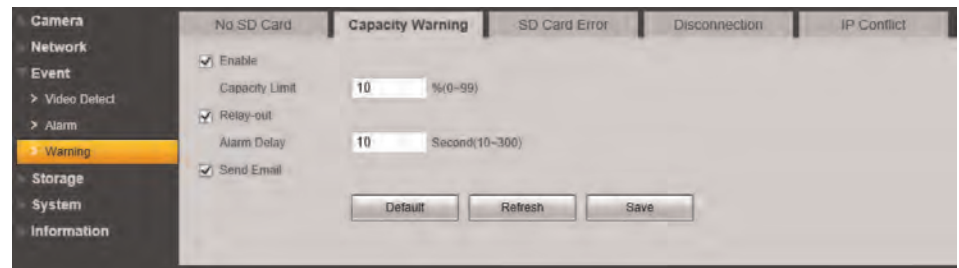 Camera
Network
Event
> Video Detect
> Alarm
> Warning
Storage
System
Information
No SD Card
Capacity Warning
SD Card Error
Disconnection
IP Conflict
Enable
Capacity Limit 10 %(0~99)
Relay-out
Alarm Delay 10 Second(10~300)
Send Email
Default Refresh Save